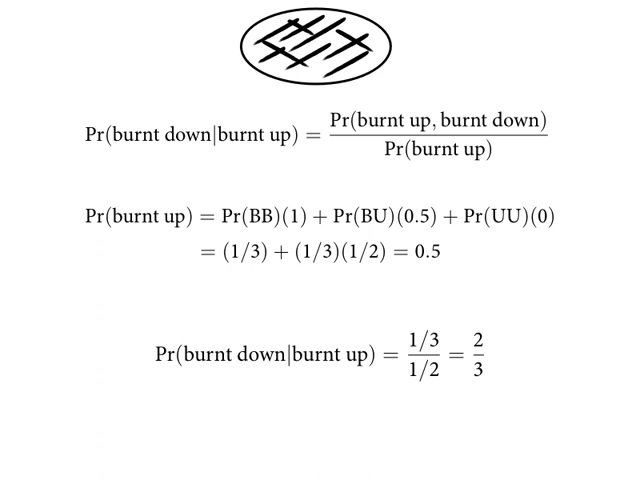 Pr(burnt down|burnt up) = Pr(burnt up, burnt down) / Pr(burnt up)
Pr(burnt up) = Pr(BB)(1) + Pr(BU)(0.5) + Pr(UU)(0)
= (1/3) + (1/3)(1/2) = 0.5
Pr(burnt down|burnt up) = 1/3 / 1/2 = 2 / 3